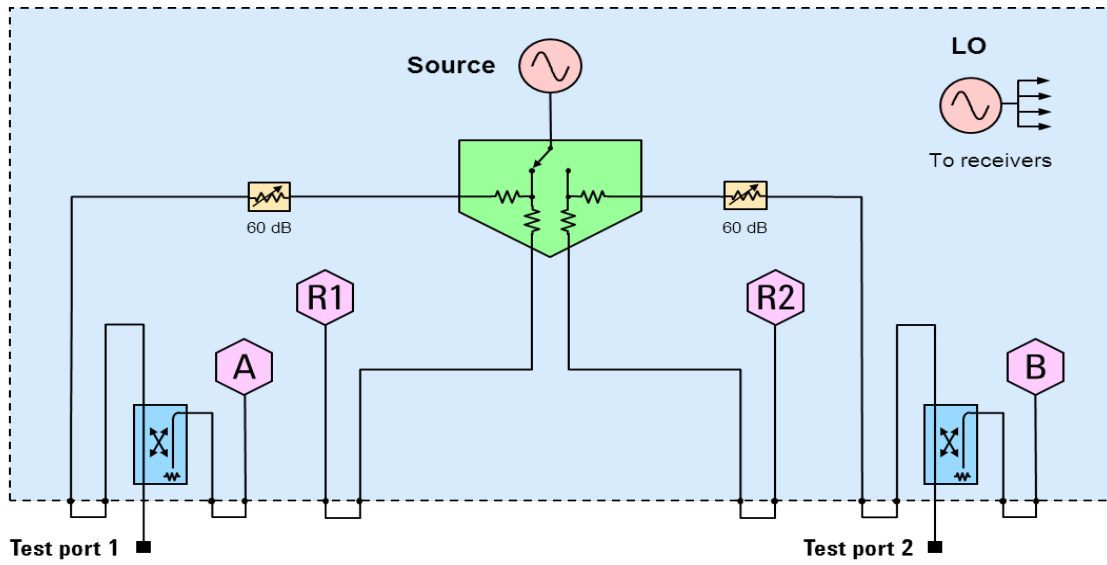 Source
LO
To receivers
60 dB
60 dB
R1
R2
A
B
Test port 1
Test port 2